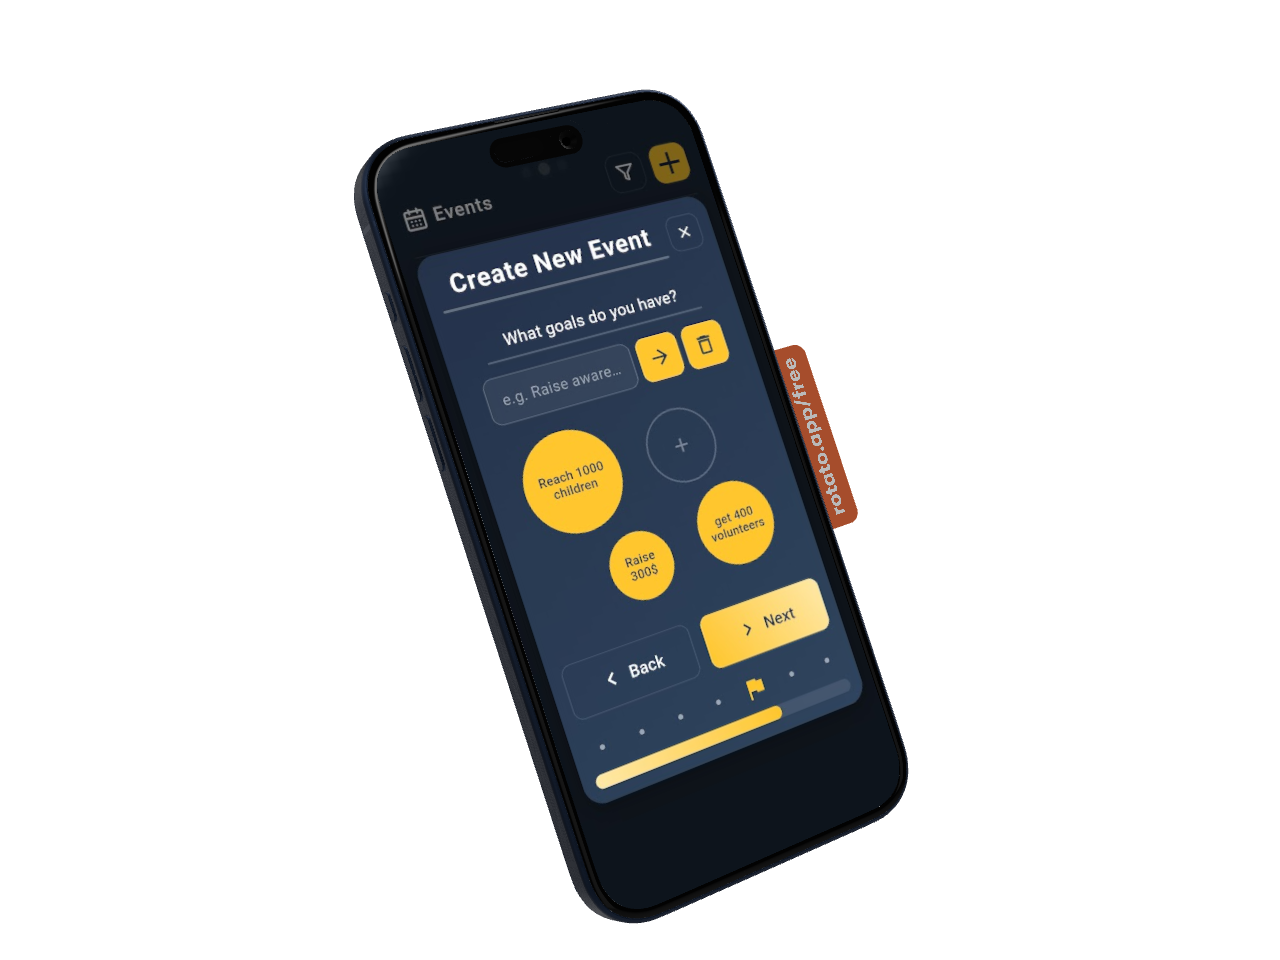 Events
Create New Event
What goals do you have?
e.g. Raise aware...
Reach 1000
children
get 400
volunteers
Raise
300$
Back
Next
rotato.app/free